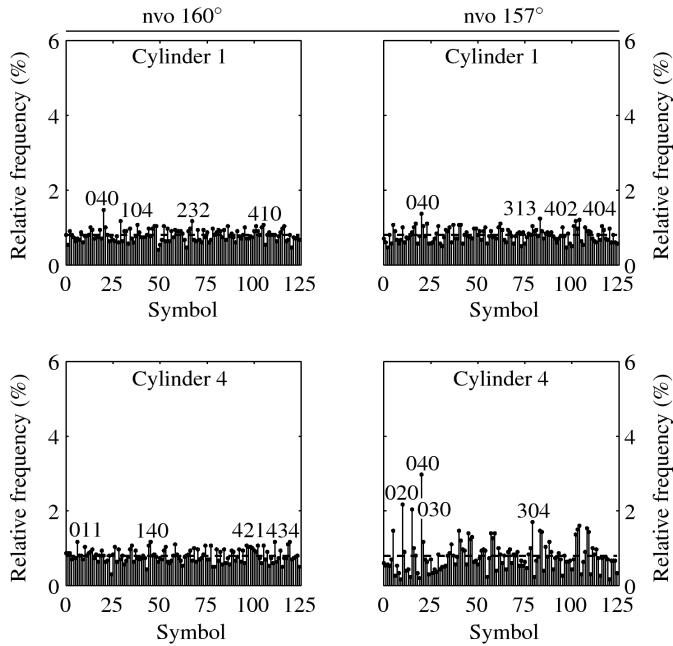 nvo 160° nvo 157°
Cylinder 1
Relative frequency (%)
6
4
2
0
040
104
232
410
0 25 50 75 100 125
Symbol
Cylinder 1
Relative frequency (%)
6
4
2
0
040
313
402
404
0 25 50 75 100 125
Symbol
Cylinder 4
Relative frequency (%)
6
4
2
0
011
140
421
434
0 25 50 75 100 125
Symbol
Cylinder 4
Relative frequency (%)
6
4
2
0
040
020
030
304
0 25 50 75 100 125
Symbol